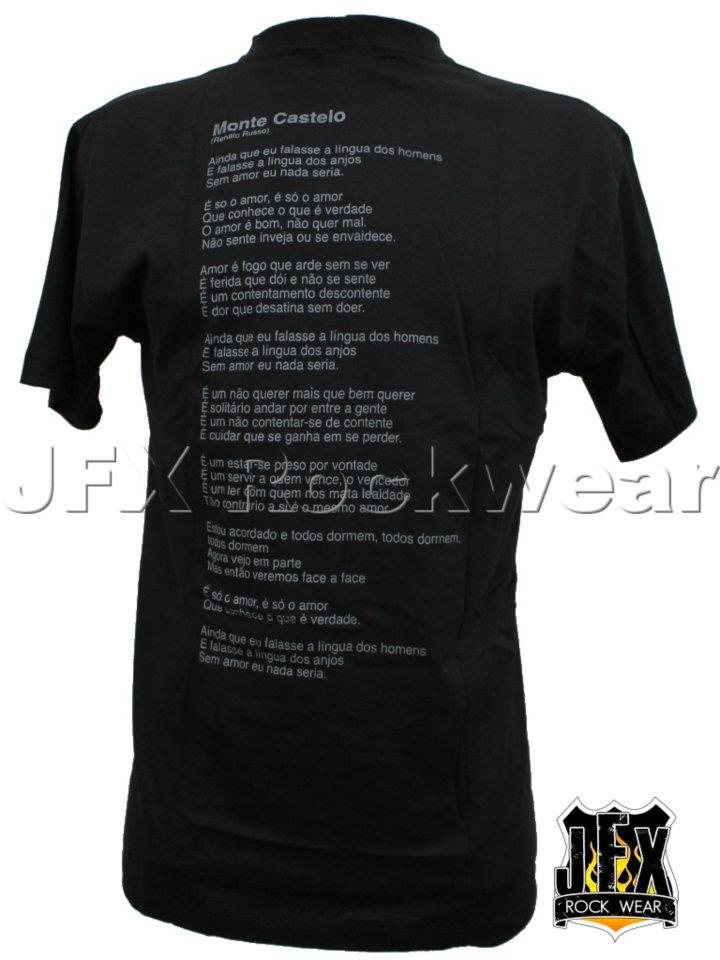 Monte Castelo
(Renato Russo)
Ainda que eu falasse a língua dos homens
E falasse a língua dos anjos
Sem amor eu nada seria.
É so o amor, é só o amor
Que conhece o que é verdade
O amor é bom, não quer mal.
Não sente inveja ou se envaidece.
Amor é fogo que arde sem se ver
É ferida que dói e não se sente
É um contentamento descontente
É dor que desatina sem doer.
Ainda que eu falasse a língua dos homens
E falasse a língua dos anjos
Sem amor eu nada seria.
É um não querer mais que bem querer
É solitário andar por entre a gente
É um não contentar-se de contente
É cuidar que se ganha em se perder.
É um estar-se preso por vontade
É um servir a quem vence, o vencedor
É um ter com quem nos mata lealdade
Tão contrário a si é o mesmo amor
JFX Rockwear
Estou acordado e todos dormem, todos dormem,
todos dormem
Agora vejo em parte
Mas então veremos face a face
É só o amor, é só o amor
Que conhece o que é verdade.
Ainda que eu falasse a língua dos homens
E falasse a língua dos anjos
Sem amor eu nada seria.
JFX
ROCK WEAR